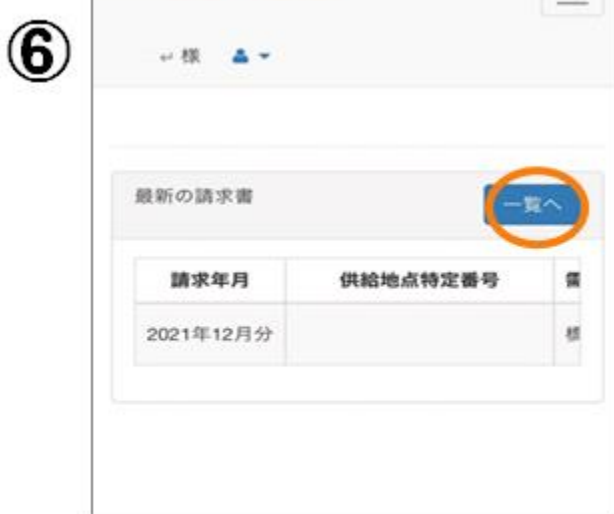 ⑥
様
最新の請求書
一覧へ
請求年月 供給地点特定番号
2021年12月分 様